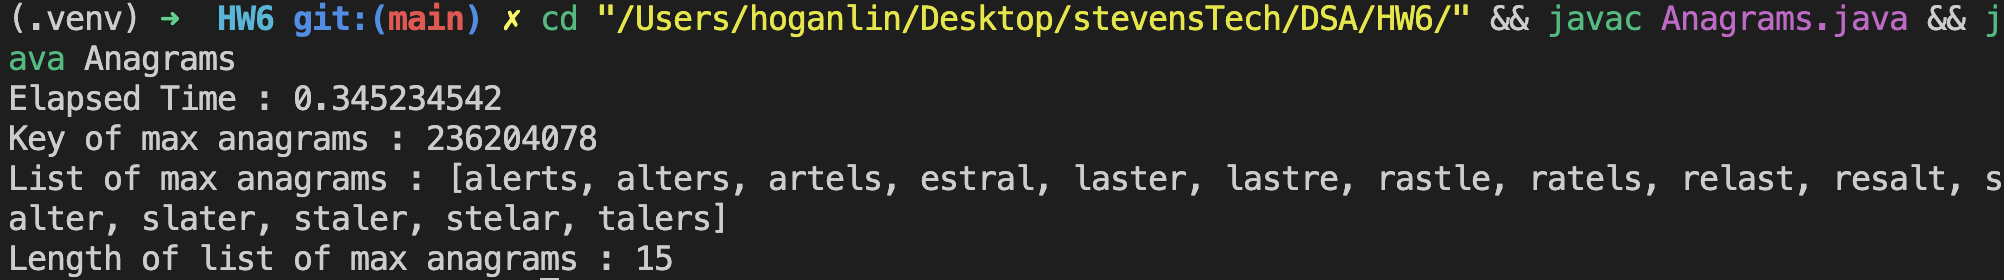 (.venv) ➜  HW6 git:(main) ✗ cd "/Users/hoganlin/Desktop/stevensTech/DSA/HW6/" && javac Anagrams.java && j
ava Anagrams
Elapsed Time : 0.345234542
Key of max anagrams : 236204078
List of max anagrams : [alerts, alters, artels, estral, laster, lastre, rastle, ratels, relast, resalt, s
alter, slater, staler, stelar, talers]
Length of list of max anagrams : 15